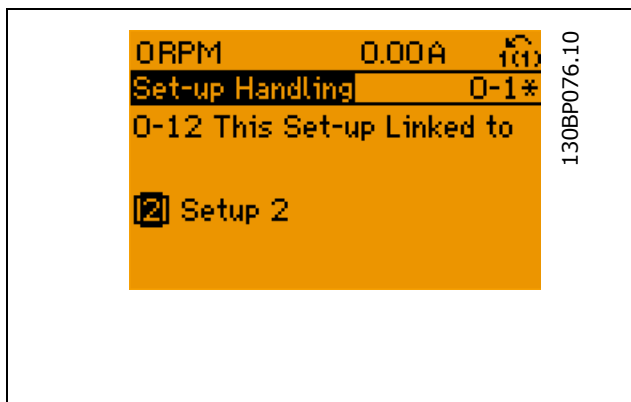 0RPM 0.00A 1(1)
Set-up Handling 0-1*
0-12 This Set-up Linked to
[2] Setup 2
130BP076.10